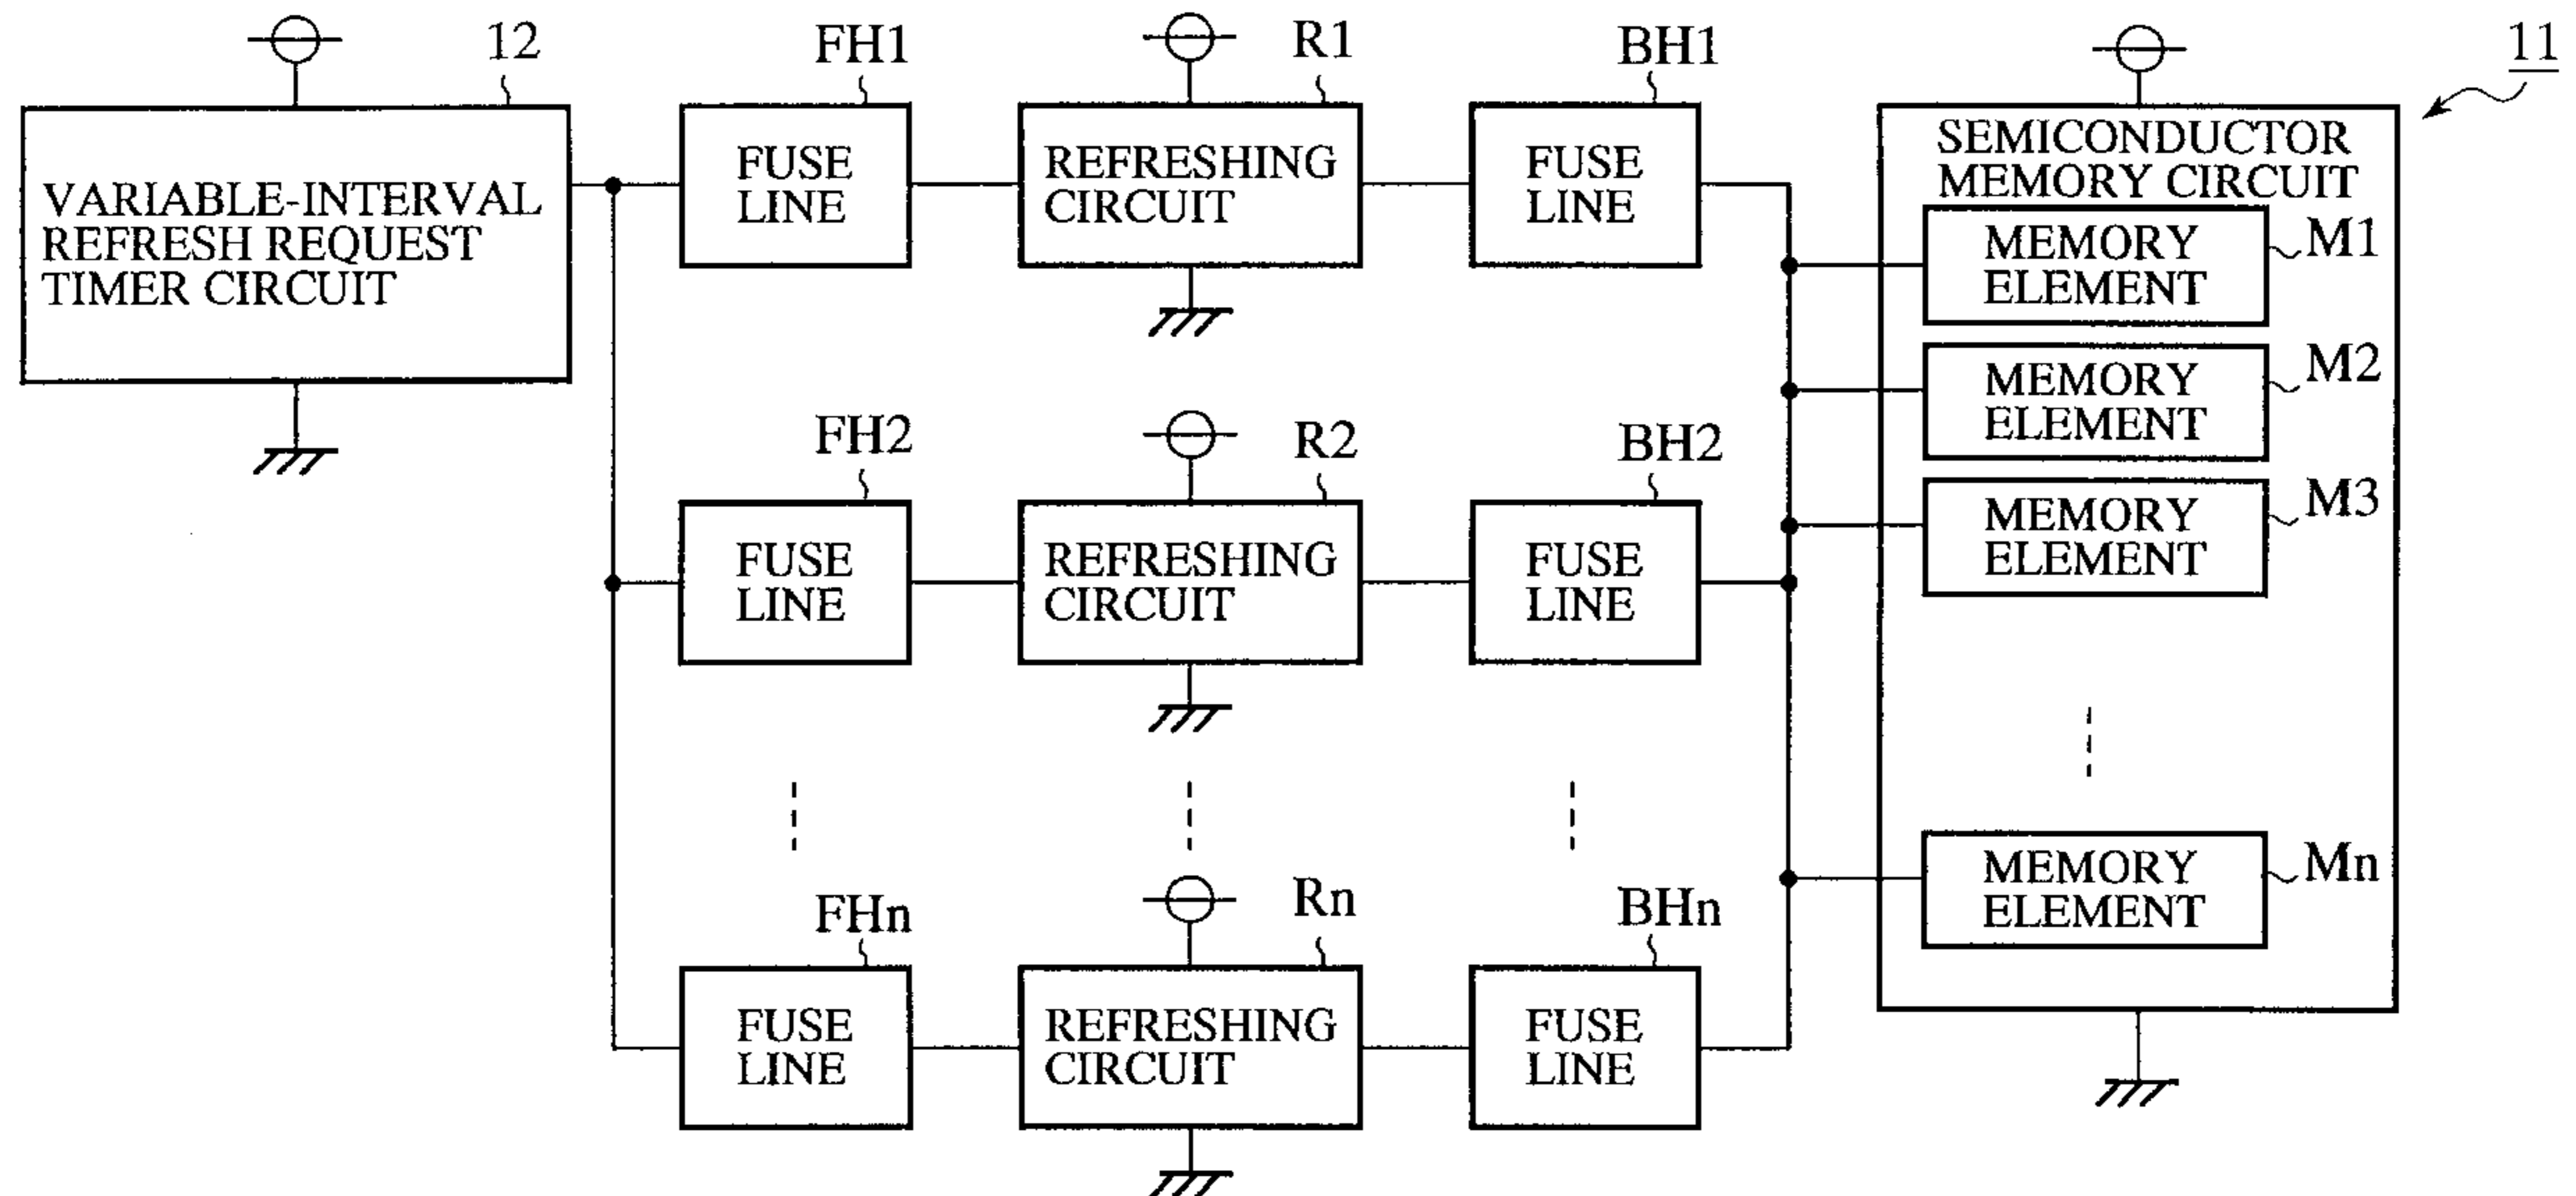 12
FH1
R1
BH1
11
VARIABLE-INTERVAL
REFRESH REQUEST
TIMER CIRCUIT
FUSE
LINE
REFRESHING
CIRCUIT
FUSE
LINE
SEMICONDUCTOR
MEMORY CIRCUIT
MEMORY
ELEMENT
M1
MEMORY
ELEMENT
M2
MEMORY
ELEMENT
M3
FH2
R2
BH2
FUSE
LINE
REFRESHING
CIRCUIT
FUSE
LINE
MEMORY
ELEMENT
Mn
FHn
Rn
BHn
FUSE
LINE
REFRESHING
CIRCUIT
FUSE
LINE